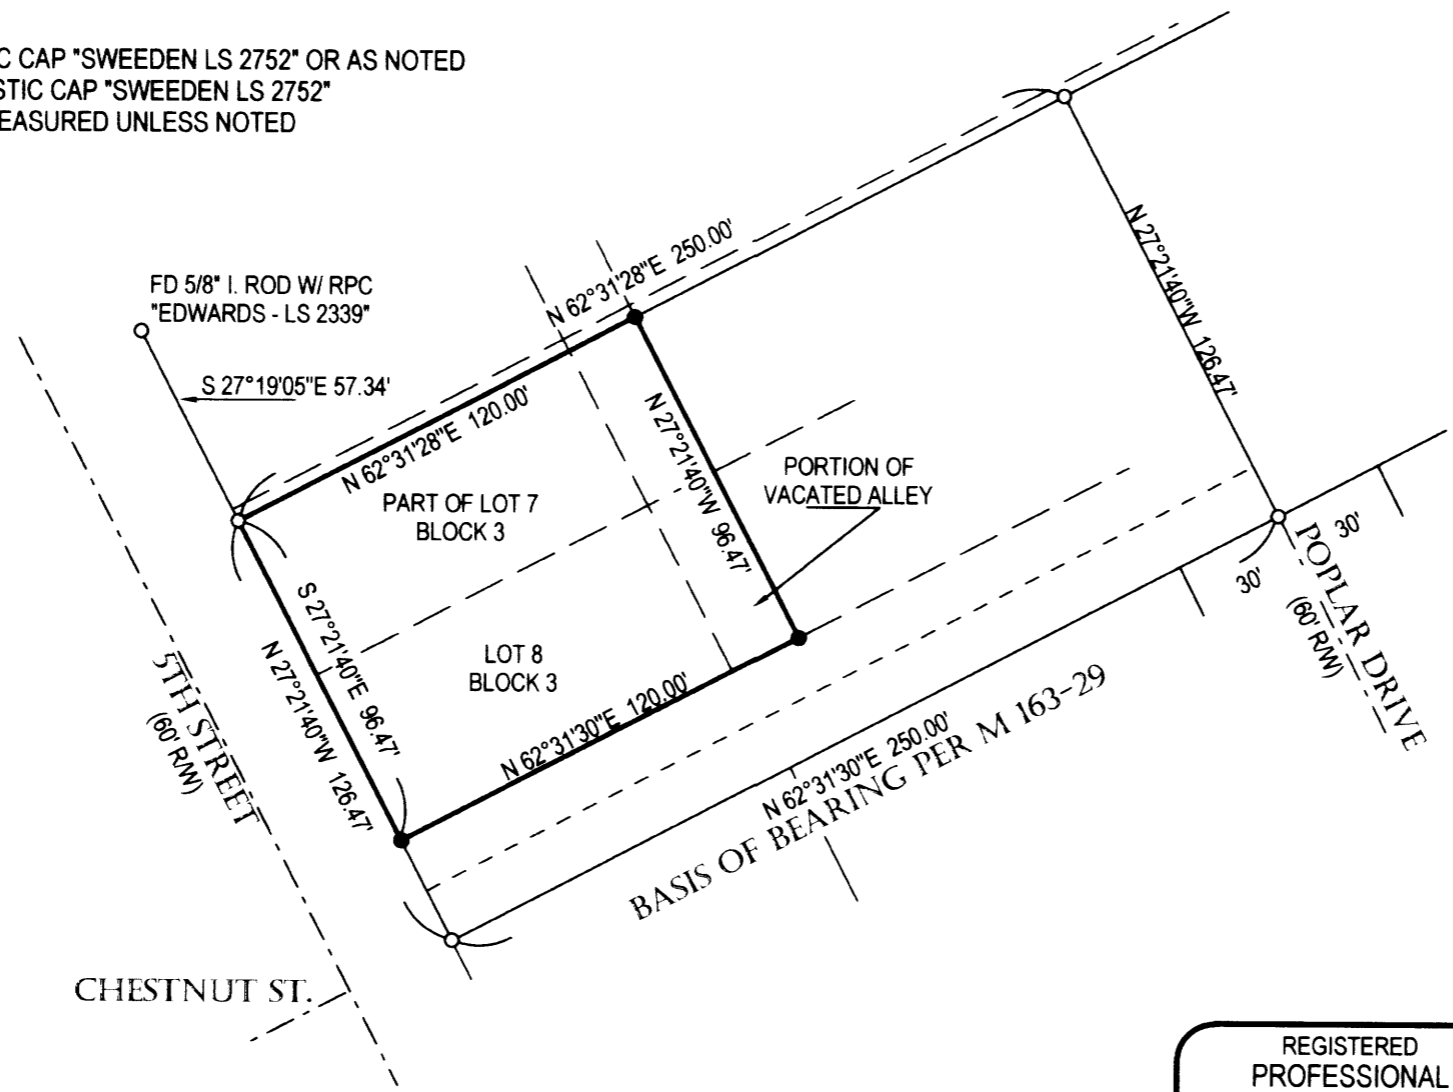 C CAP "SWEEDEN LS 2752" OR AS NOTED
STIC CAP "SWEEDEN LS 2752"
EASURED UNLESS NOTED
FD 5/8" I. ROD W/ RPC
"EDWARDS - LS 2339"
S 27°19'05"E 57.34'
N 62°31'28"E 250.00'
N 62°31'28"E 120.00'
N 27°21'40"W 126.47'
N 27°21'40"W 96.47'
PART OF LOT 7
BLOCK 3
PORTION OF
VACATED ALLEY
S 27°21'40"E 96.47'
N 27°21'40"W 126.47'
LOT 8
BLOCK 3
N 62°31'30"E 120.00'
5TH STREET
(60' R/W)
30'
30'
POPLAR DRIVE
(60' R/W)
N 62°31'30"E 250.00'
BASIS OF BEARING PER M 163-29
CHESTNUT ST.
REGISTERED
PROFESSIONAL